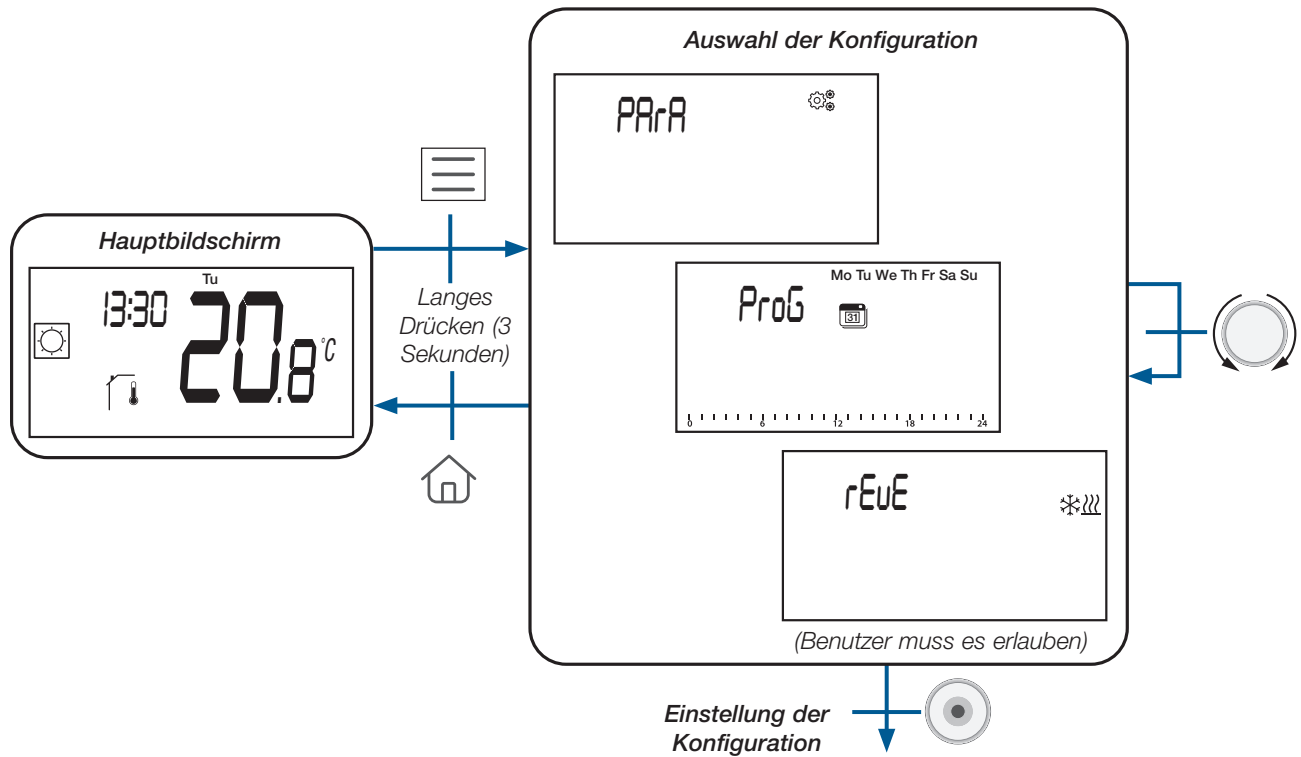 Auswahl der Konfiguration
PArA
Hauptbildschirm
Tu
13:30
20.8 °C
Langes
Drücken (3
Sekunden)
Mo Tu We Th Fr Sa Su
ProG
31
0 6 12 18 24
rEvE
(Benutzer muss es erlauben)
Einstellung der
Konfiguration